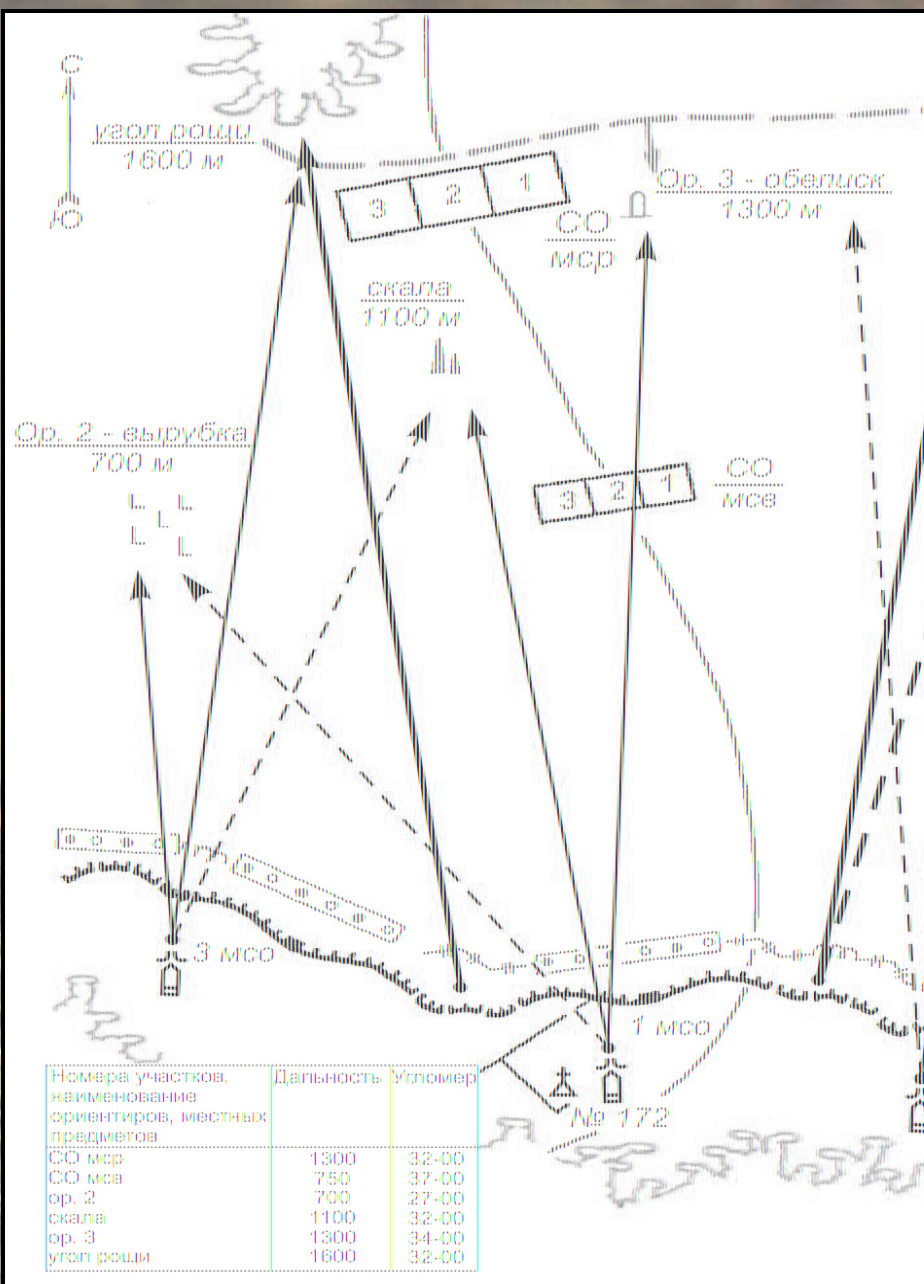 С
угол рощи
1600 м
Ю
3 2 1
СО
мср
Ор. 3 - обелиск
1300 м
скала
1100 м
Ор. 2 - вырубка
700 м
3 2 1
СО
мсв
3 мсо
1 мсо
№ 172
Номера участков, наименование ориентиров, местных предметов Дальность Угломер
СО мср 1300 32-00
СО мсв 750 37-00
ор. 2 700 27-00
скала 1100 32-00
ор. 3 1300 34-00
угол рощи 1600 32-00